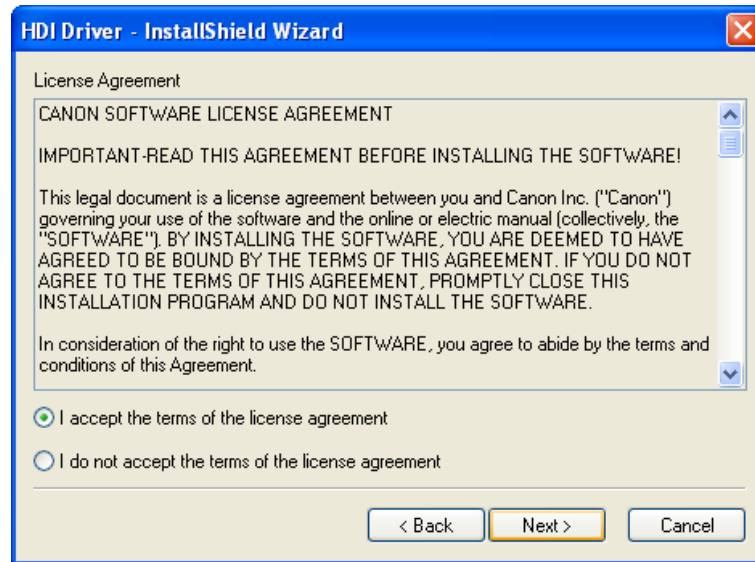 HDI Driver - InstallShield Wizard
License Agreement
CANON SOFTWARE LICENSE AGREEMENT
IMPORTANT-READ THIS AGREEMENT BEFORE INSTALLING THE SOFTWARE!
This legal document is a license agreement between you and Canon Inc. ("Canon")
governing your use of the software and the online or electric manual (collectively, the
"SOFTWARE"). BY INSTALLING THE SOFTWARE, YOU ARE DEEMED TO HAVE
AGREED TO BE BOUND BY THE TERMS OF THIS AGREEMENT. IF YOU DO NOT
AGREE TO THE TERMS OF THIS AGREEMENT, PROMPTLY CLOSE THIS
INSTALLATION PROGRAM AND DO NOT INSTALL THE SOFTWARE.
In consideration of the right to use the SOFTWARE, you agree to abide by the terms and
conditions of this Agreement.
I accept the terms of the license agreement
I do not accept the terms of the license agreement
< Back Next > Cancel